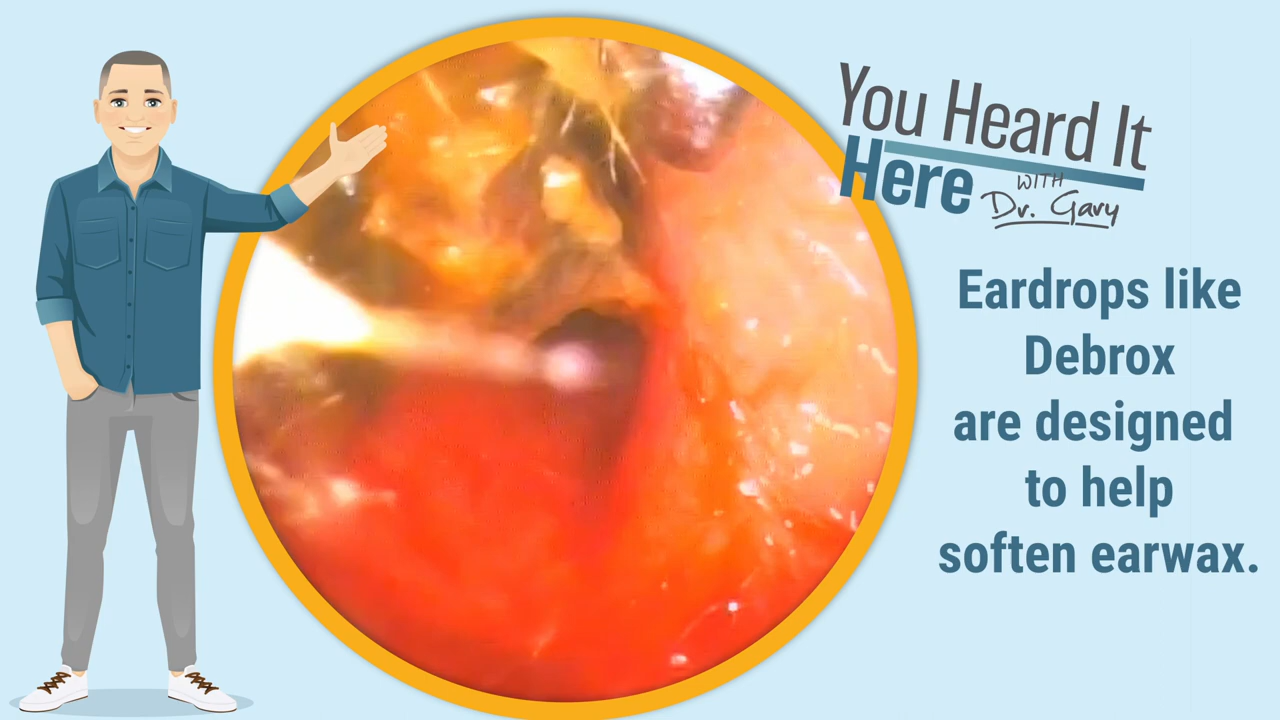 You Heard It
Here WITH
Dr. Gary
Eardrops like
Debrox
are designed
to help
soften earwax.